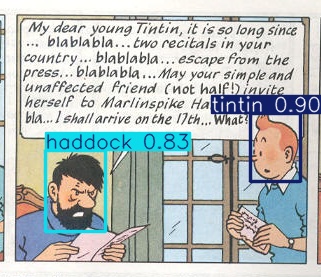 My dear young Tintin, it is so long since
... blablabla... two recitals in your
country... blablabla... escape from the
press... blablabla... May your simple and
unaffected friend (not half!) invite
herself to Marlinspike Ha
tintin 0.90
bla... I shall arrive on the 17th... What
haddock 0.83